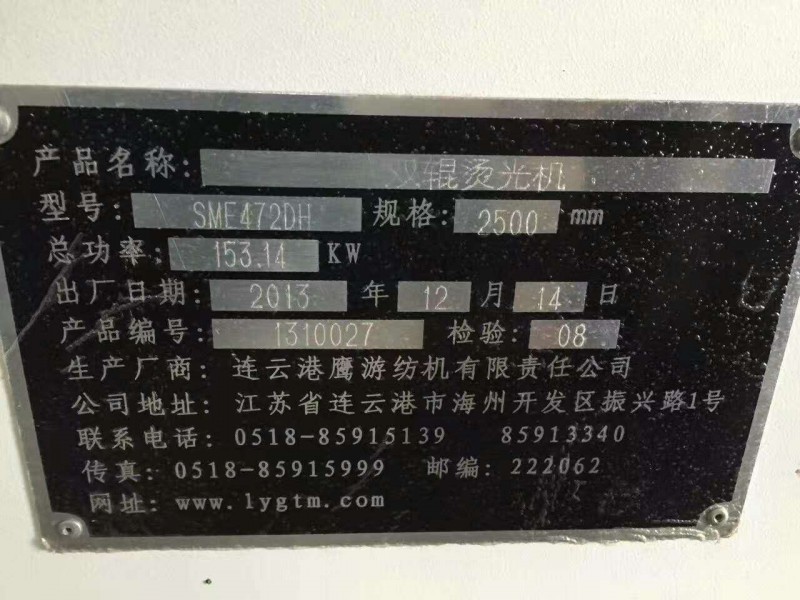 产品名称: 双辊烫光机
型号: SME472DH 规格: 2500 mm
总功率: 153.14 KW
出厂日期: 2013 年 12 月 14 日
产品编号: 1310027 检验: 08
生产厂商: 连云港鹰游纺机有限责任公司
公司地址: 江苏省连云港市海州开发区振兴路1号
联系电话: 0518-85915139 85913340
传真: 0518-85915999 邮编: 222062
网址: www.lygtm.com